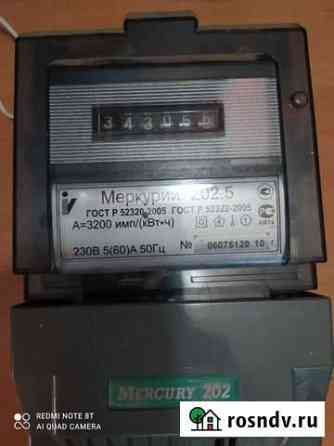 343055
Меркурий 202.5
ГОСТ Р 52320-2005 ГОСТ Р 52322-2005
A=3200 имп/(кВт•ч)
230В 5(60)А 50Гц № 06075120 10 г
MERCURY 202
REDMI NOTE 8T
AI QUAD CAMERA
rosndv.ru